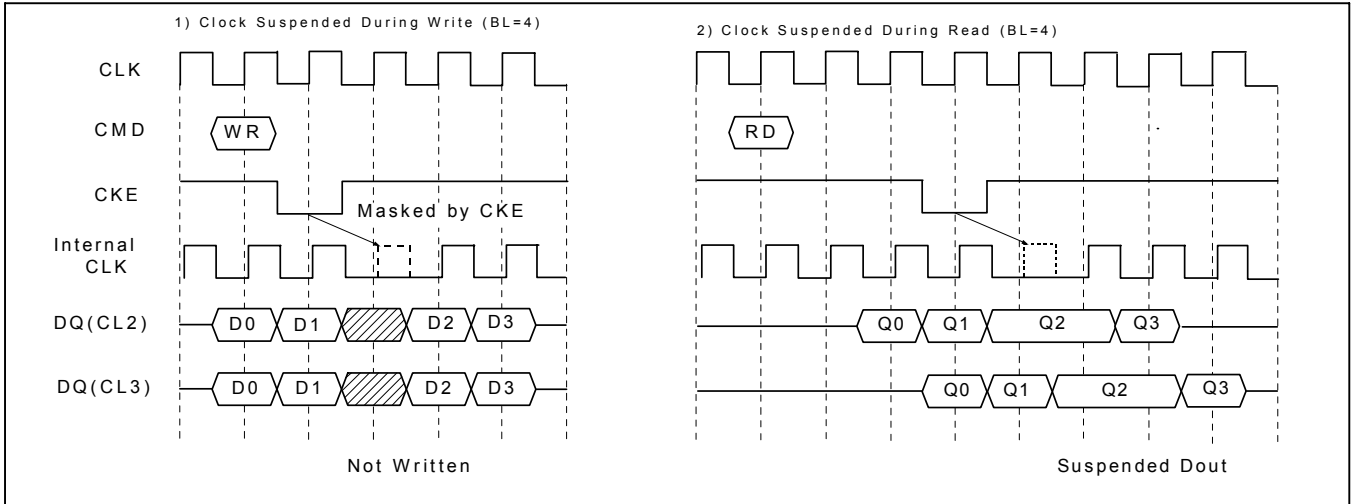 1) Clock Suspended During Write (BL=4)
2) Clock Suspended During Read (BL=4)
CLK
CMD
WR
RD
CKE
Masked by CKE
Internal
CLK
DQ(CL2)
D0 D1 D2 D3
Q0 Q1 Q2 Q3
DQ(CL3)
D0 D1 D2 D3
Q0 Q1 Q2 Q3
Not Written
Suspended Dout